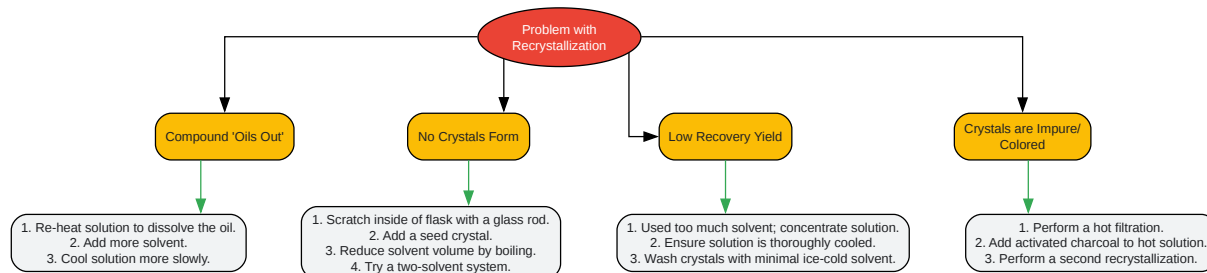 Problem with
Recrystallization
Compound 'Oils Out'
No Crystals Form
Low Recovery Yield
Crystals are Impure/
Colored
1. Re-heat solution to dissolve the oil.
2. Add more solvent.
3. Cool solution more slowly.
1. Scratch inside of flask with a glass rod.
2. Add a seed crystal.
3. Reduce solvent volume by boiling.
4. Try a two-solvent system.
1. Used too much solvent; concentrate solution.
2. Ensure solution is thoroughly cooled.
3. Wash crystals with minimal ice-cold solvent.
1. Perform a hot filtration.
2. Add activated charcoal to hot solution.
3. Perform a second recrystallization.